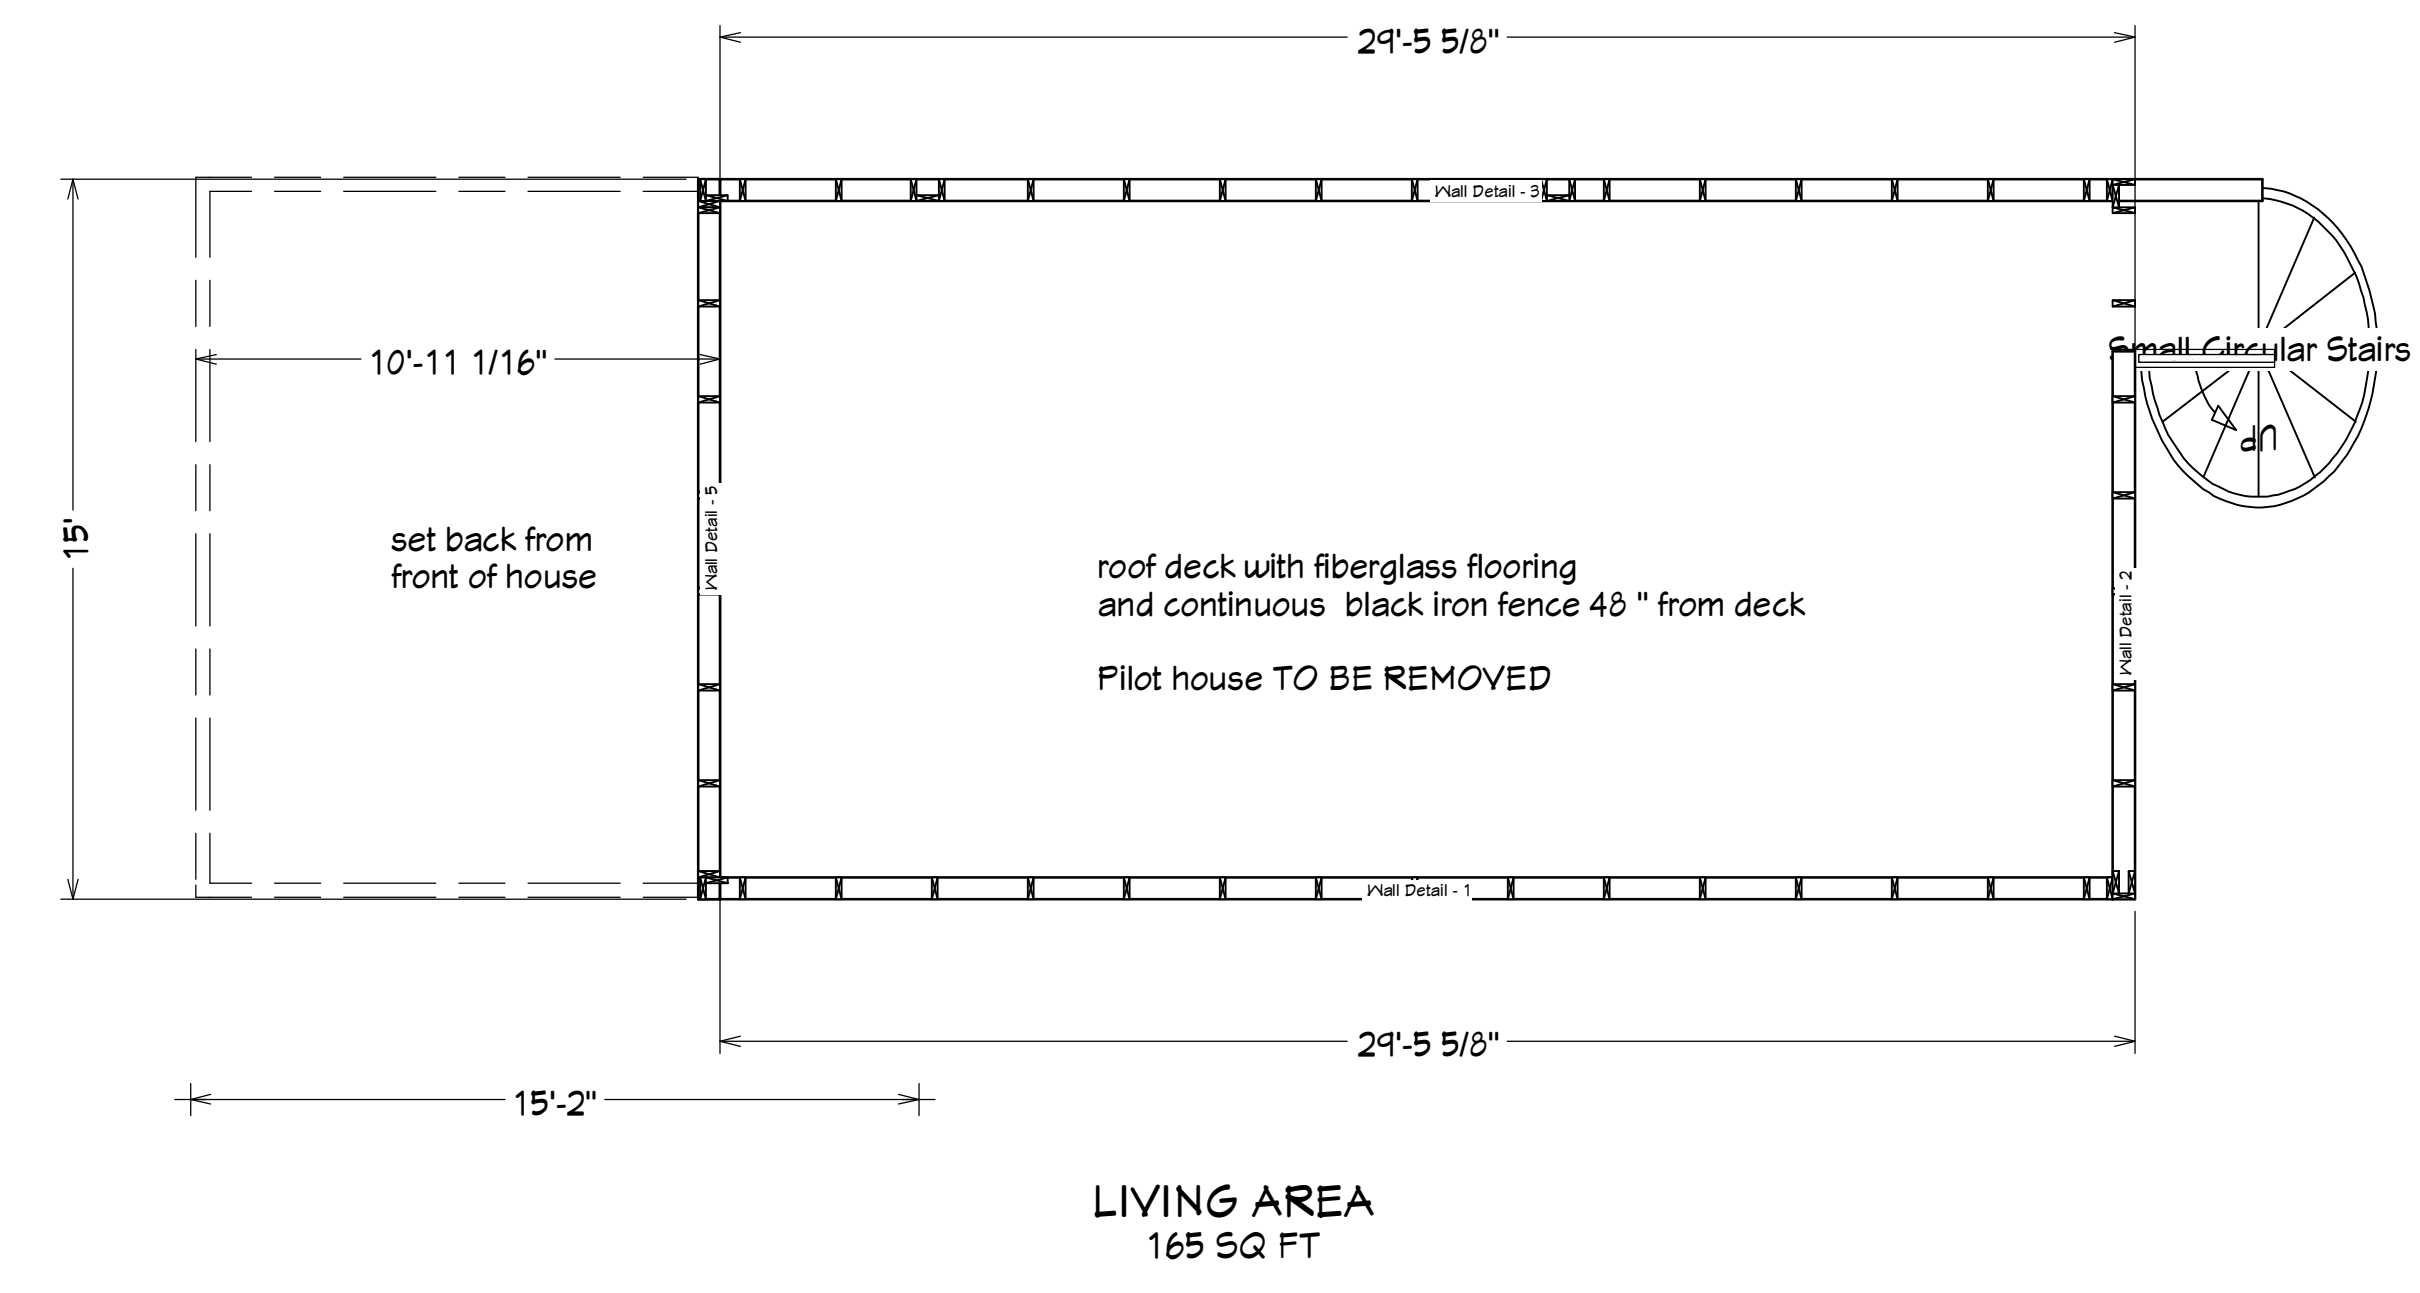 29'-5 5/8"
Wall Detail - 3
Small Circular Stairs
10'-11 1/16"
UP
15'
set back from
front of house
Wall Detail - 5
roof deck with fiberglass flooring
and continuous  black iron fence 48 " from deck
Pilot house TO BE REMOVED
Wall Detail - 2
Wall Detail - 1
29'-5 5/8"
15'-2"
LIVING AREA
165 SQ FT